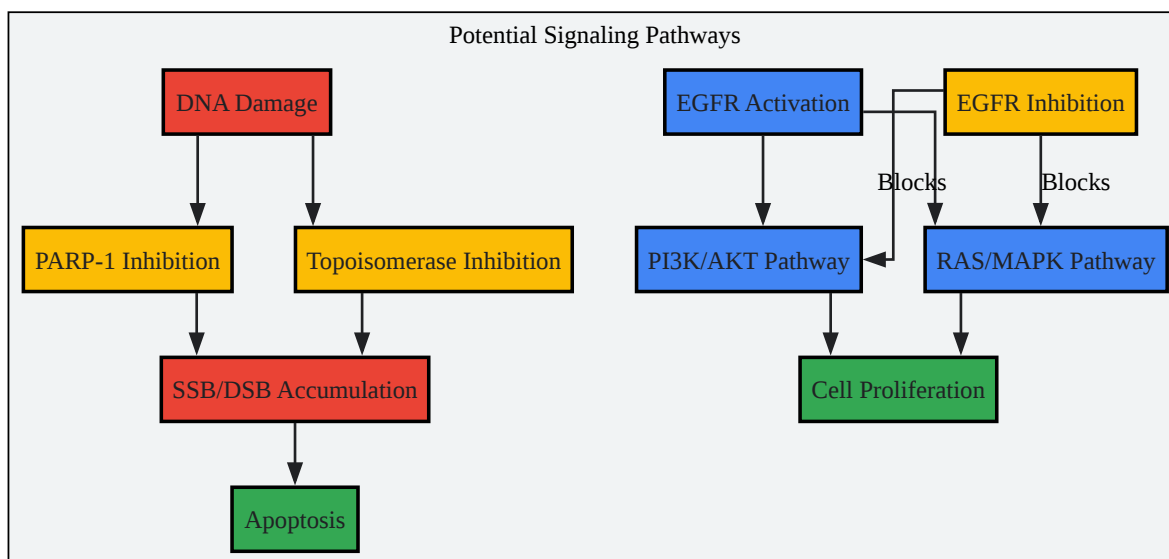 Potential Signaling Pathways
DNA Damage
EGFR Activation
EGFR Inhibition
Blocks
Blocks
PARP-1 Inhibition
Topoisomerase Inhibition
PI3K/AKT Pathway
RAS/MAPK Pathway
SSB/DSB Accumulation
Cell Proliferation
Apoptosis